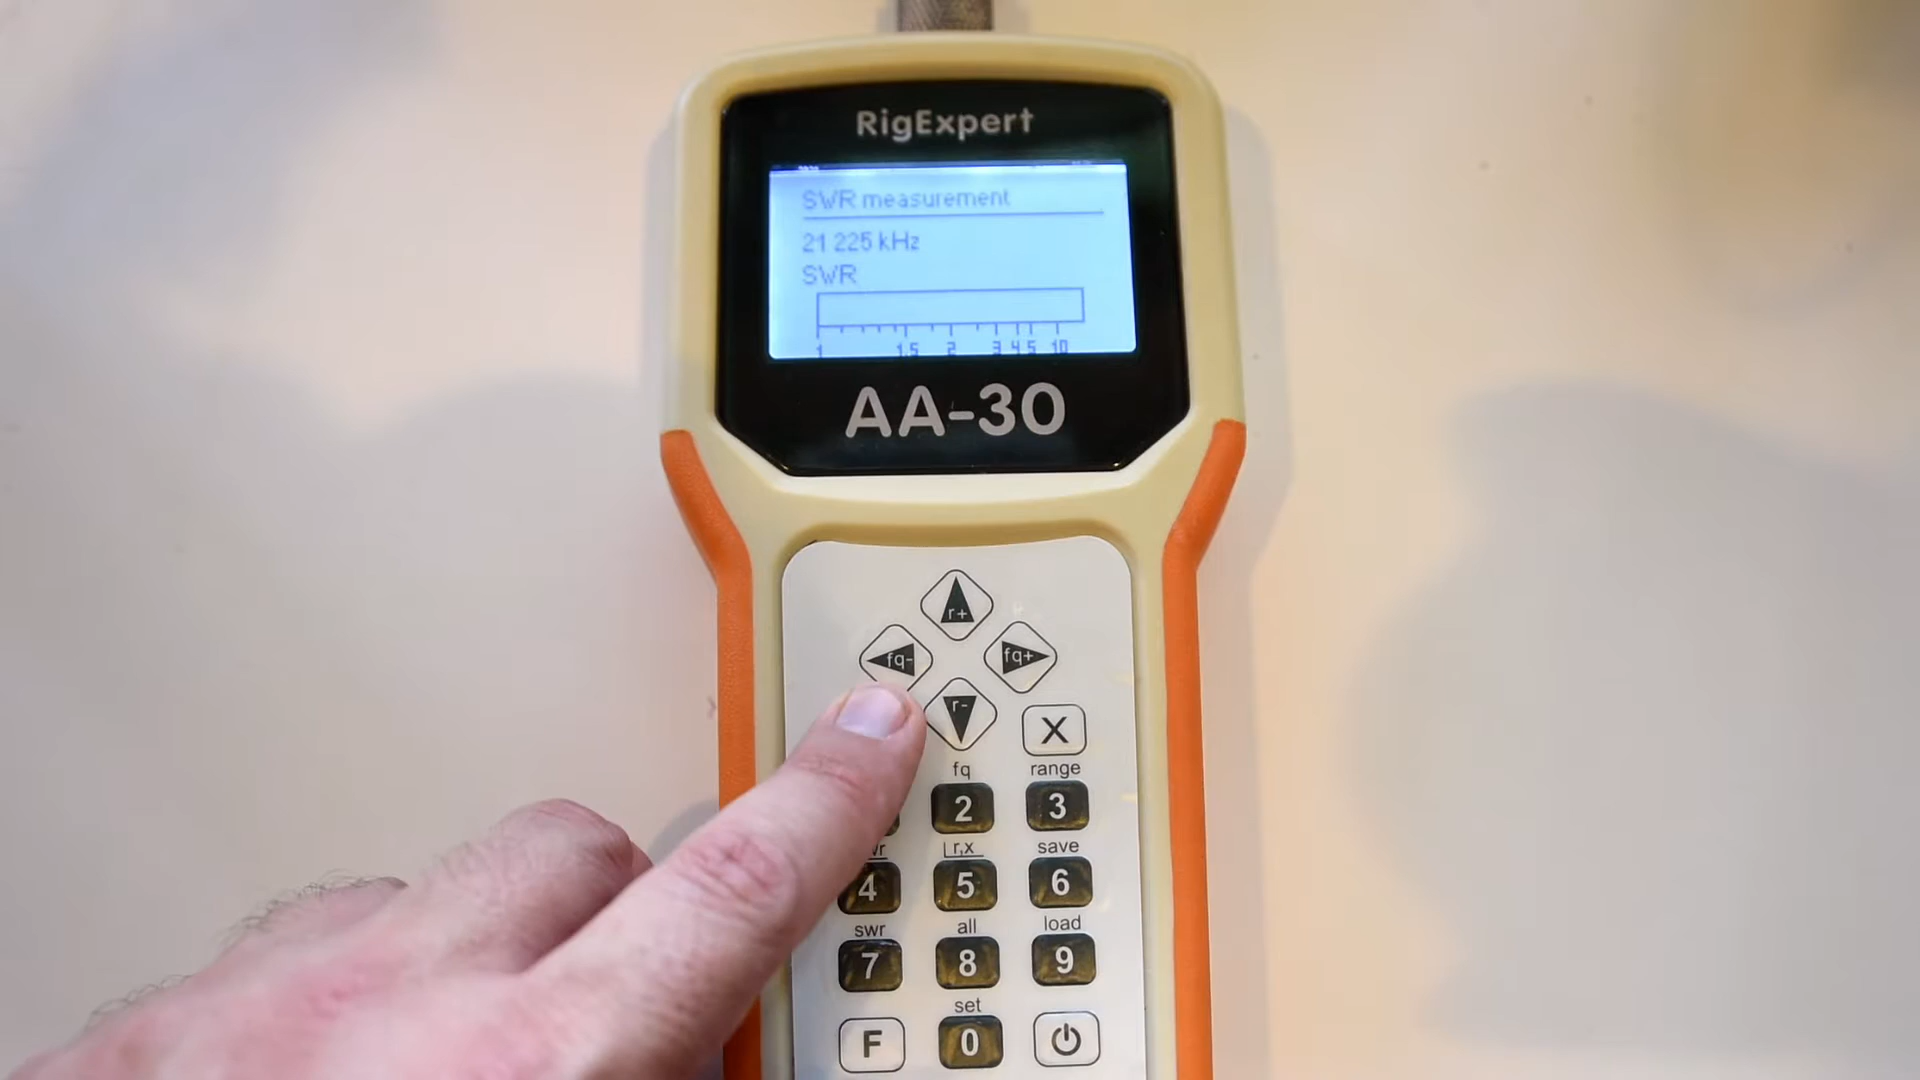 RigExpert
SWR measurement
21 225 kHz
SWR
1 1.5 2 3 4 5 10
AA-30
r+
fq- fq+
r-
X
fq range
2 3
r,x save
4 5 6
swr all load
7 8 9
set
F 0